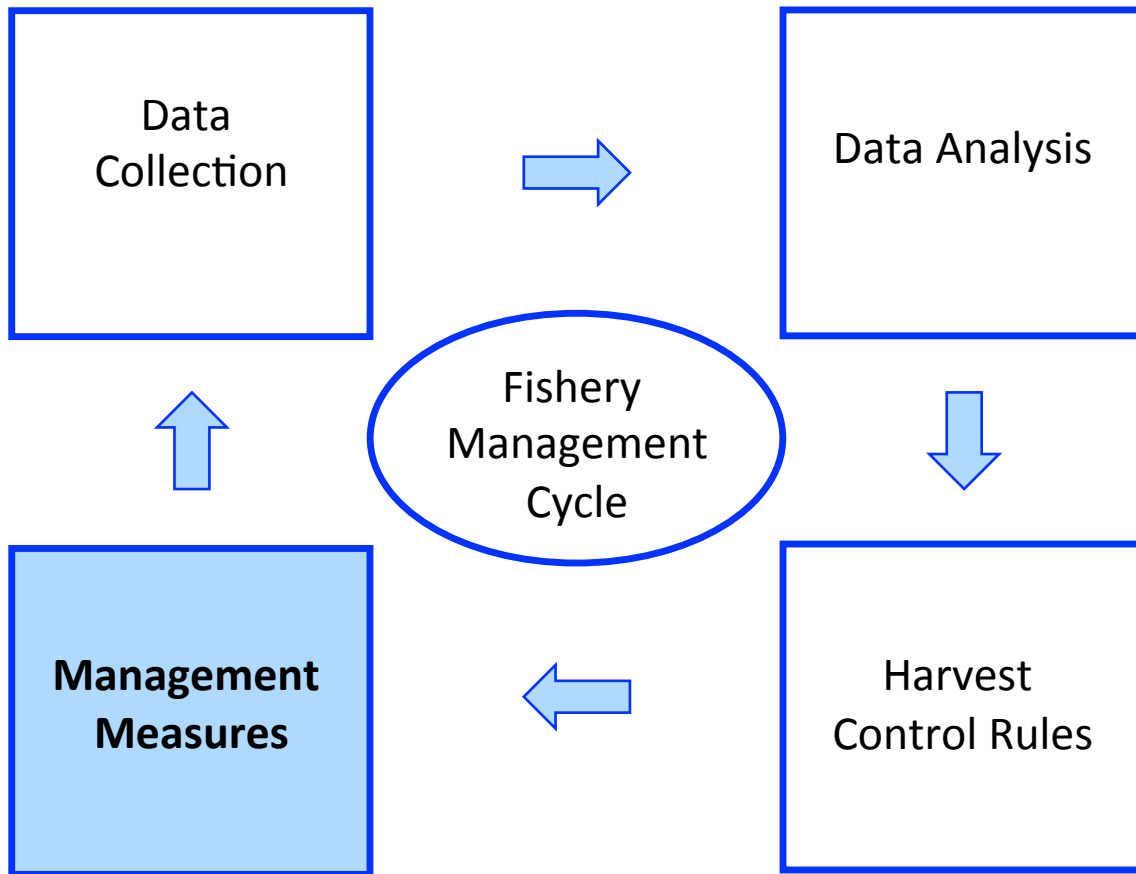 Data
Collection
Data Analysis
Fishery
Management
Cycle
Management
Measures
Harvest
Control Rules